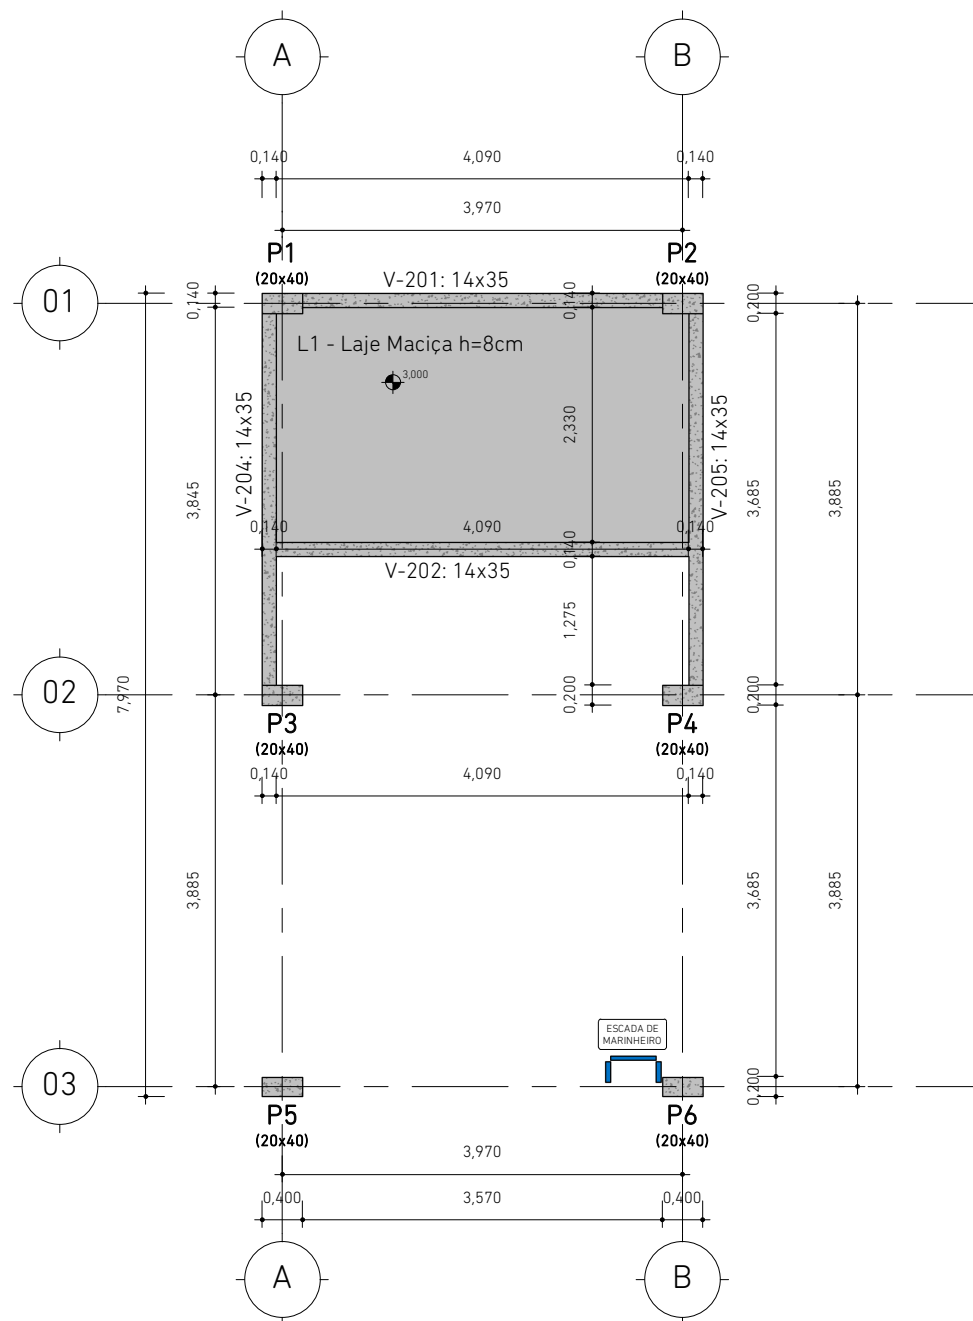 A
B
0,140
4,090
0,140
3,970
P1
(20x40)
P2
(20x40)
V-201: 14x35
01
0,140
0,140
0,200
L1 - Laje Maciça h=8cm
3,000
V-204: 14x35
V-205: 14x35
2,330
3,845
3,685
3,885
0,140
4,090
0,140
0,140
V-202: 14x35
1,275
02
7,970
0,200
0,200
P3
(20x40)
P4
(20x40)
0,140
4,090
0,140
3,885
3,685
3,885
ESCADA DE
MARINHEIRO
03
0,200
P5
(20x40)
P6
(20x40)
3,970
0,400
3,570
0,400
A
B